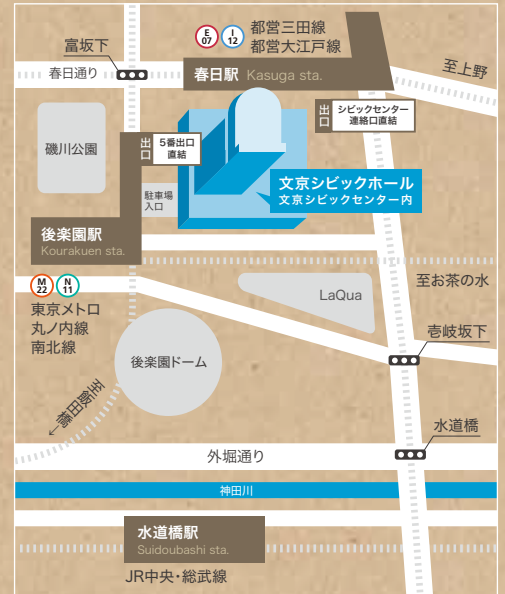 富坂下
春日通り
E
07
I
12
都営三田線
都営大江戸線
春日駅 Kasuga sta.
至上野
出口
シビックセンター
連絡口直結
磯川公園
出口
5番出口
直結
駐車場
入口
文京シビックホール
文京シビックセンター内
後楽園駅
Kourakuen sta.
至お茶の水
M
22
N
11
東京メトロ
丸ノ内線
南北線
LaQua
壱岐坂下
後楽園ドーム
至飯田橋
←
水道橋
外堀通り
神田川
水道橋駅
Suidoubashi sta.
JR中央・総武線